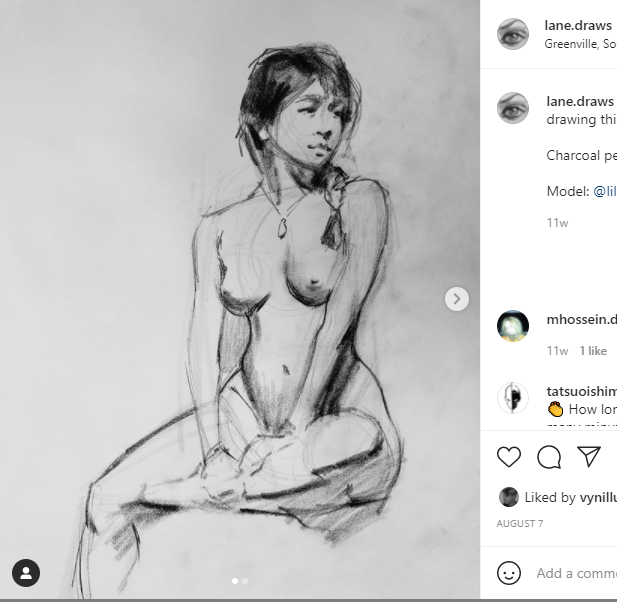 lane.draws
Greenville, So
lane.draws
drawing thi
Charcoal pe
Model: @lil
11w
mhossein.d
11w 1 like
tatsuoishim
👏 How lon
Liked by vynillu
AUGUST 7
Add a comme